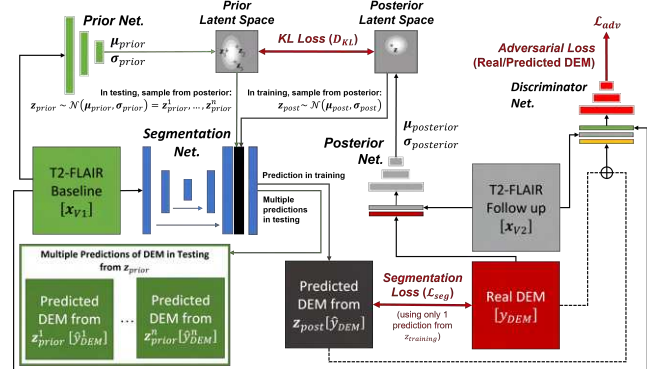 Prior Net.
μprior
σprior
Prior
Latent Space
KL Loss (DKL)
Posterior
Latent Space
z
ℒadv
Adversarial Loss
(Real/Predicted DEM)
Discriminator
Net.
In testing, sample from posterior:
zprior ~ 𝒩(μprior, σprior) = z¹prior, ..., zⁿprior
In training, sample from posterior:
zpost ~ 𝒩(μpost, σpost)
Segmentation
Net.
μposterior
σposterior
Posterior
Net.
T2-FLAIR
Baseline
[xV1]
Prediction in training
Multiple
predictions
in testing
T2-FLAIR
Follow up
[xV2]
Multiple Predictions of DEM in Testing
from zprior
Predicted
DEM from
z¹prior [ŷ¹DEM]
...
Predicted
DEM from
zⁿprior [ŷⁿDEM]
Predicted
DEM from
zpost[ŷDEM]
Segmentation
Loss (ℒseg)
(using only 1
prediction from
ztraining)
Real DEM
[yDEM]